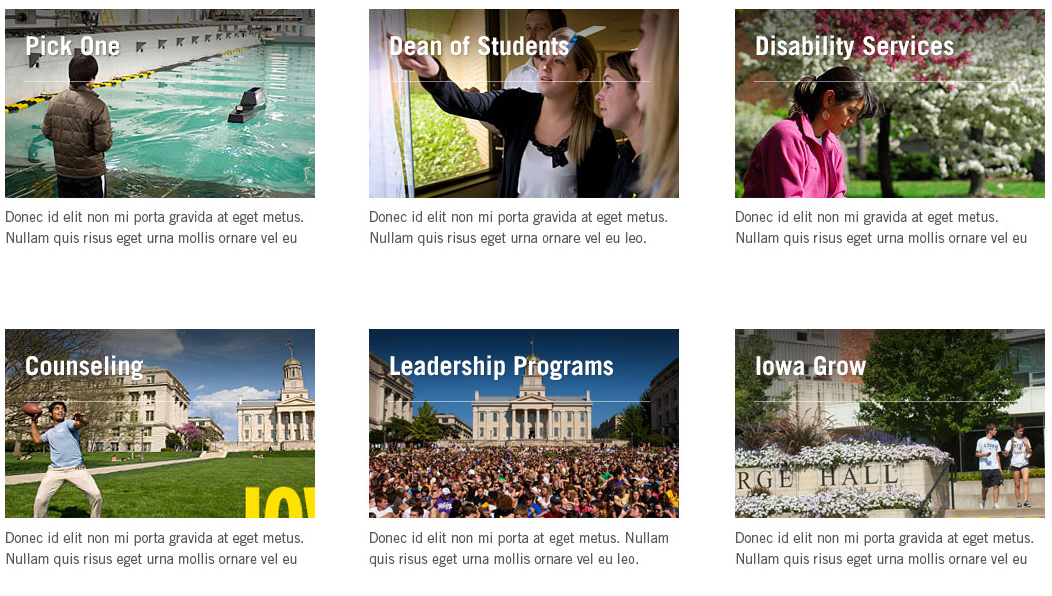 Pick One
Dean of Students
Disability Services
Donec id elit non mi porta gravida at eget metus.
Nullam quis risus eget urna mollis ornare vel eu
Donec id elit non mi porta gravida at eget metus.
Nullam quis risus eget urna mollis ornare vel eu leo.
Donec id elit non mi gravida at eget metus.
Nullam quis risus eget urna mollis ornare vel eu
Counseling
IOW
Leadership Programs
Iowa Grow
RGE HALL
Donec id elit non mi porta gravida at eget metus.
Nullam quis risus eget urna mollis ornare vel eu
Donec id elit non mi porta at eget metus. Nullam
quis risus eget urna mollis ornare vel eu leo.
Donec id elit non mi porta gravida at eget metus.
Nullam quis risus eget urna mollis ornare vel eu